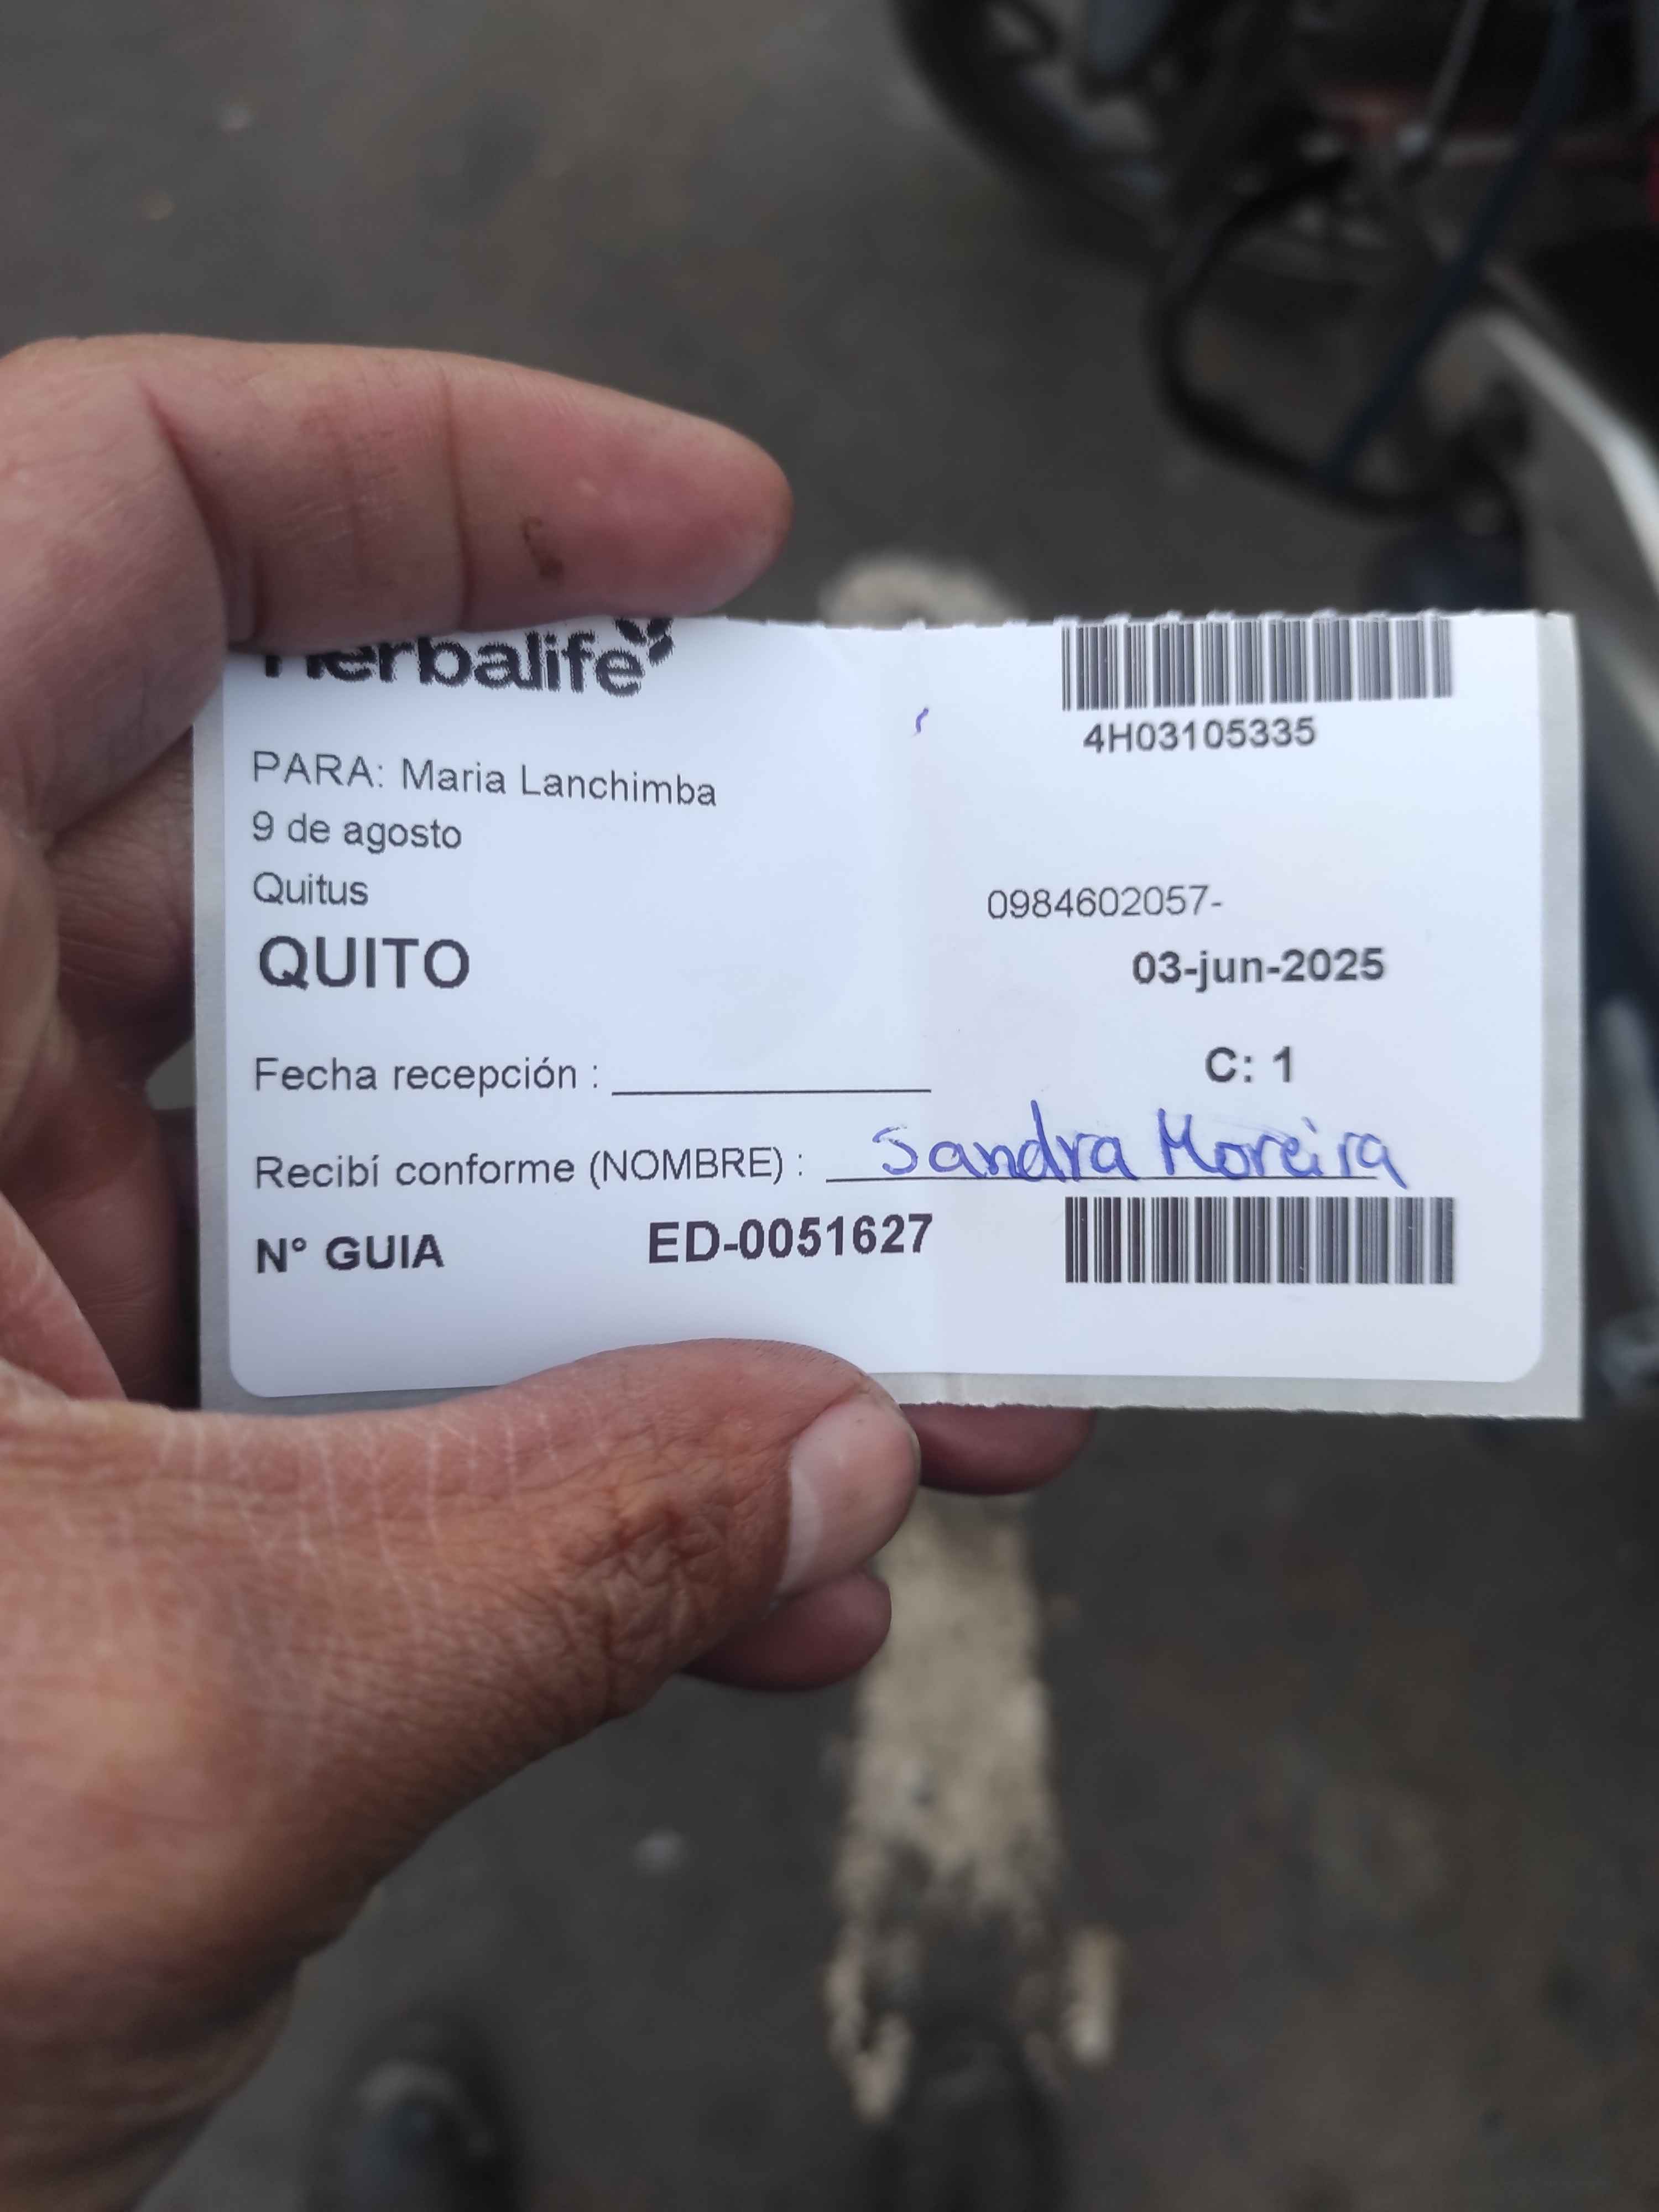 herbalife
4H03105335
PARA: Maria Lanchimba
9 de agosto
Quitus
0984602057-
QUITO
03-jun-2025
Fecha recepción : ____________
C: 1
Recibí conforme (NOMBRE) : Sandra Moreira
N° GUIA ED-0051627